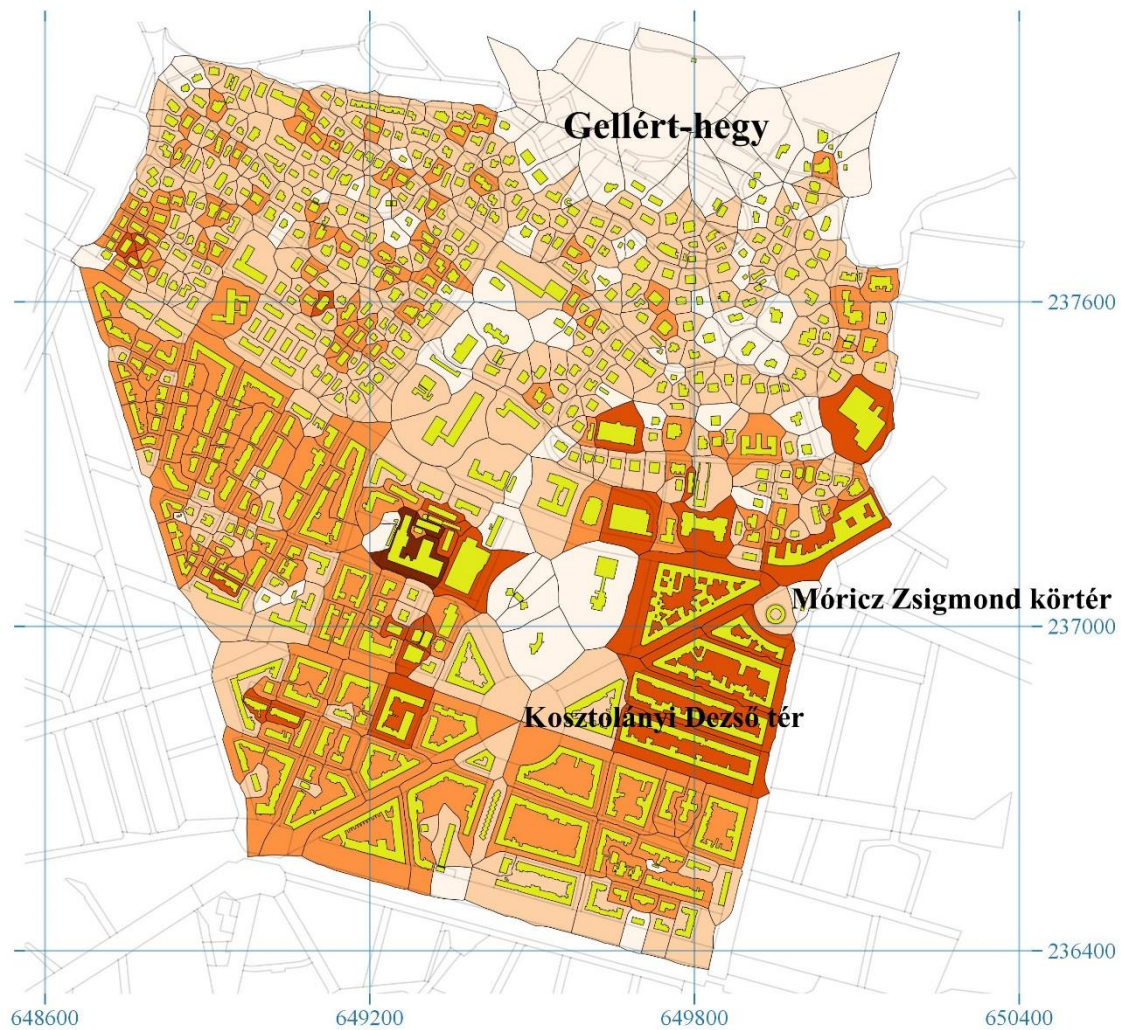 Gellért-hegy
237600
Móricz Zsigmond körtér
237000
Kosztolányi Dezső tér
236400
648600 649200 649800 650400